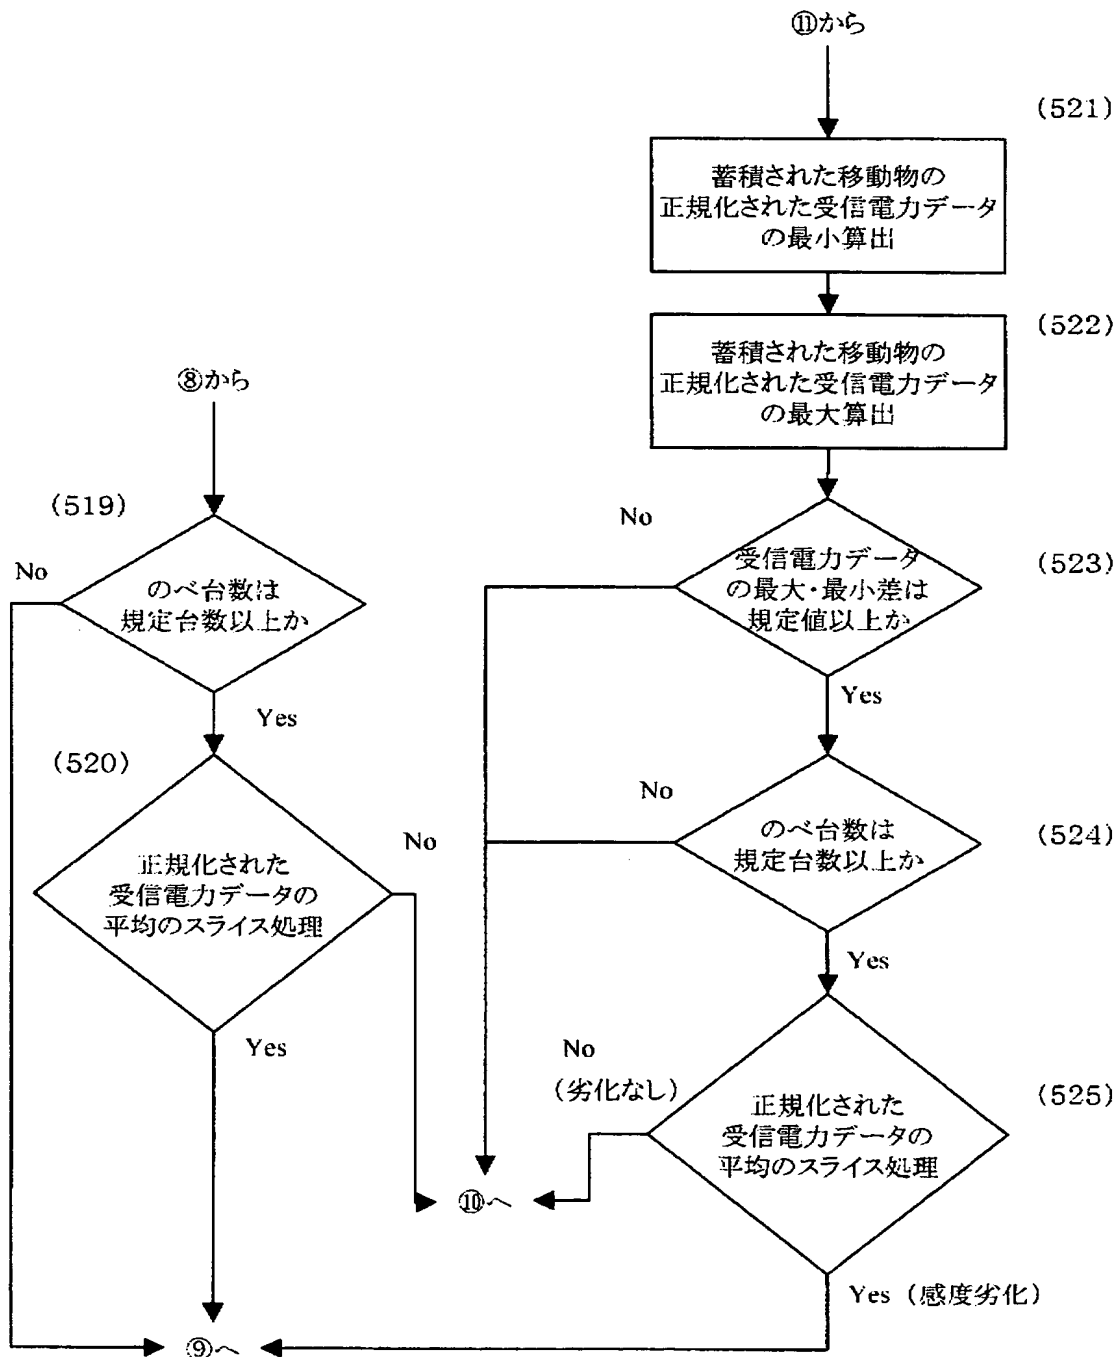 ⑪から
(521)
蓄積された移動物の
正規化された受信電力データ
の最小算出
(522)
蓄積された移動物の
正規化された受信電力データ
の最大算出
⑧から
(519)
No
のべ台数は
規定台数以上か
Yes
(520)
正規化された
受信電力データの
平均のスライス処理
No
Yes
No
受信電力データ
の最大・最小差は
規定値以上か
(523)
Yes
No
のべ台数は
規定台数以上か
(524)
Yes
No
(劣化なし)
正規化された
受信電力データの
平均のスライス処理
(525)
⑩へ
Yes (感度劣化)
⑨へ